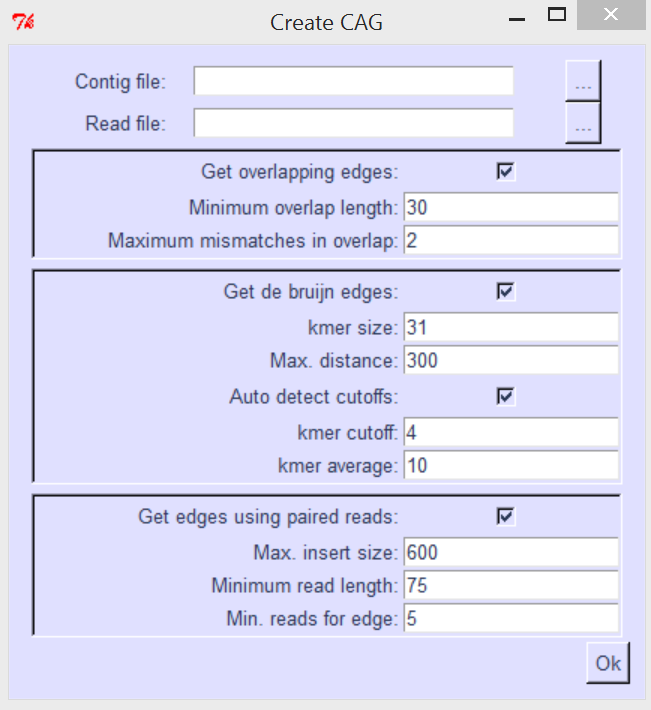 Create CAG
Contig file: ...
Read file: ...
Get overlapping edges:
Minimum overlap length: 30
Maximum mismatches in overlap: 2
Get de bruijn edges:
kmer size: 31
Max. distance: 300
Auto detect cutoffs:
kmer cutoff: 4
kmer average: 10
Get edges using paired reads:
Max. insert size: 600
Minimum read length: 75
Min. reads for edge: 5
Ok